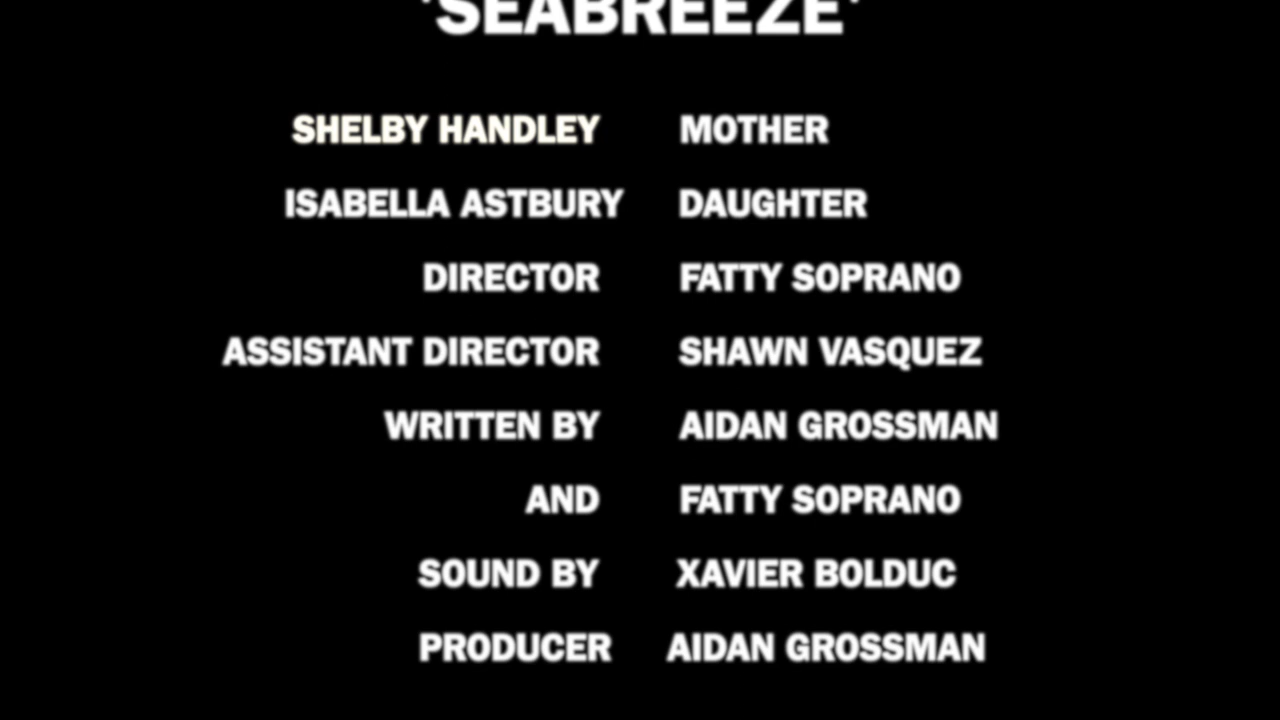 'SEABREEZE'
SHELBY HANDLEY MOTHER
ISABELLA ASTBURY DAUGHTER
DIRECTOR FATTY SOPRANO
ASSISTANT DIRECTOR SHAWN VASQUEZ
WRITTEN BY AIDAN GROSSMAN
AND FATTY SOPRANO
SOUND BY XAVIER BOLDUC
PRODUCER AIDAN GROSSMAN